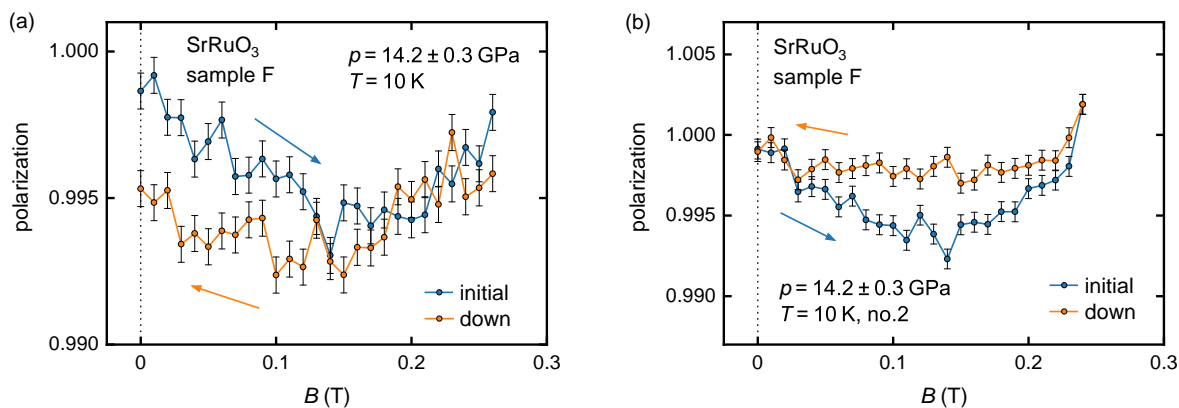 (a)
SrRuO3
sample F
p = 14.2 ± 0.3 GPa
T = 10 K
polarization
1.000
0.995
0.990
initial
down
0
0.1
0.2
0.3
B (T)
(b)
SrRuO3
sample F
polarization
1.005
1.000
0.995
0.990
p = 14.2 ± 0.3 GPa
T = 10 K, no.2
initial
down
0
0.1
0.2
0.3
B (T)